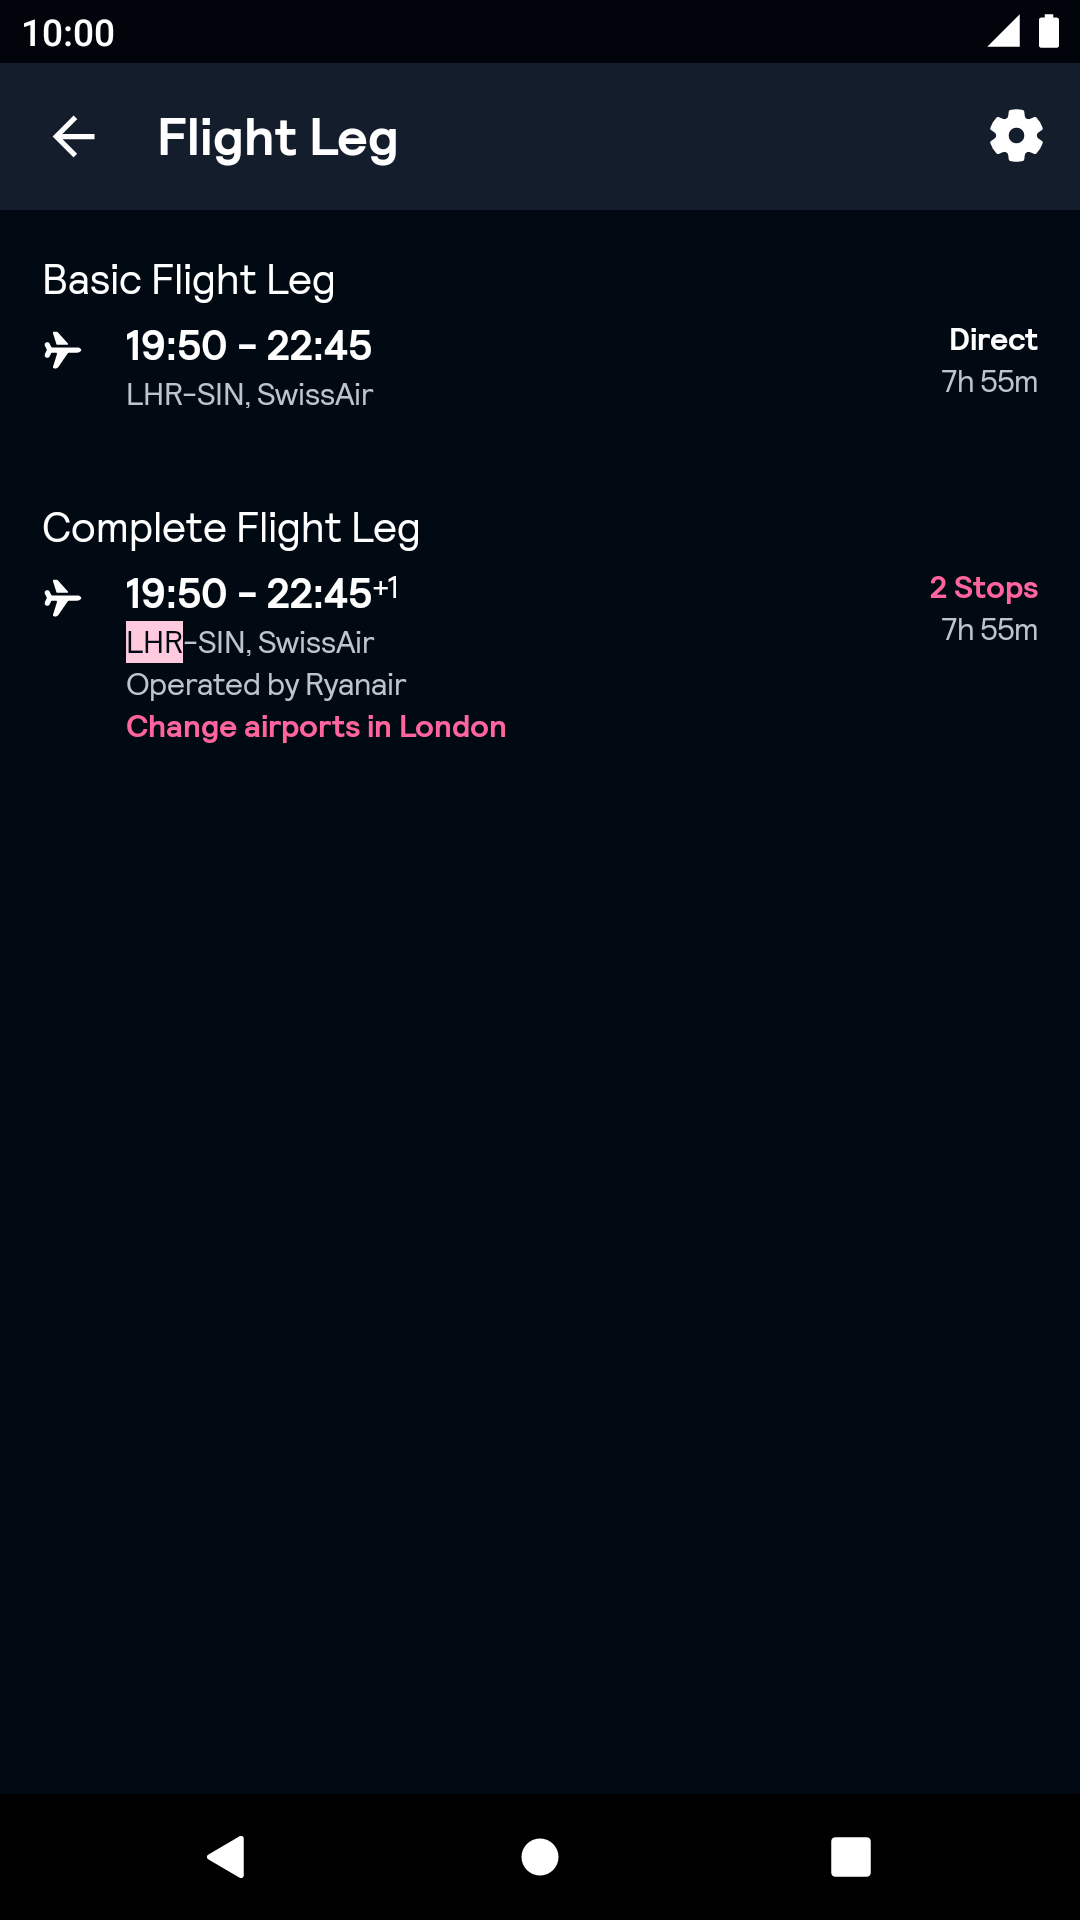 10:00
Flight Leg
Basic Flight Leg
19:50 - 22:45
Direct
LHR-SIN, SwissAir
7h 55m
Complete Flight Leg
19:50 - 22:45+1
2 Stops
LHR-SIN, SwissAir
7h 55m
Operated by Ryanair
Change airports in London